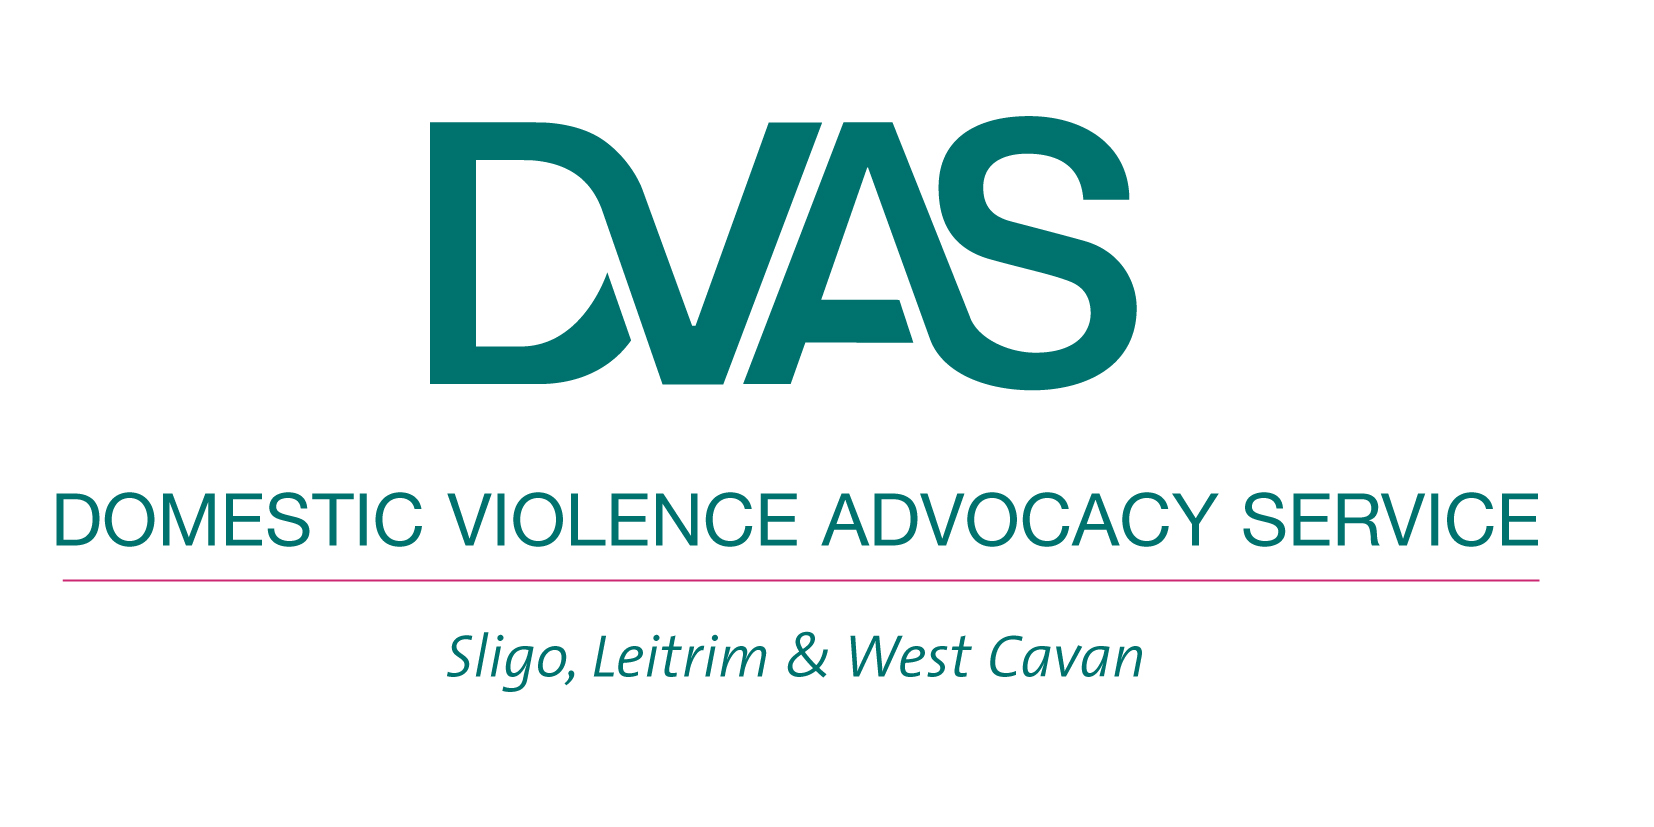 DVAS
DOMESTIC VIOLENCE ADVOCACY SERVICE
Sligo, Leitrim & West Cavan